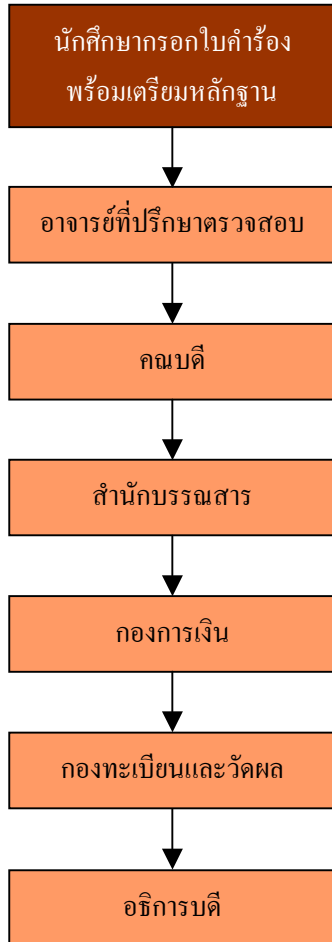 นักศึกษากรอกใบคำร้อง
พร้อมเตรียมหลักฐาน
อาจารย์ที่ปรึกษาตรวจสอบ
คณบดี
สำนักบรรณสาร
กองการเงิน
กองทะเบียนและวัดผล
อธิการบดี